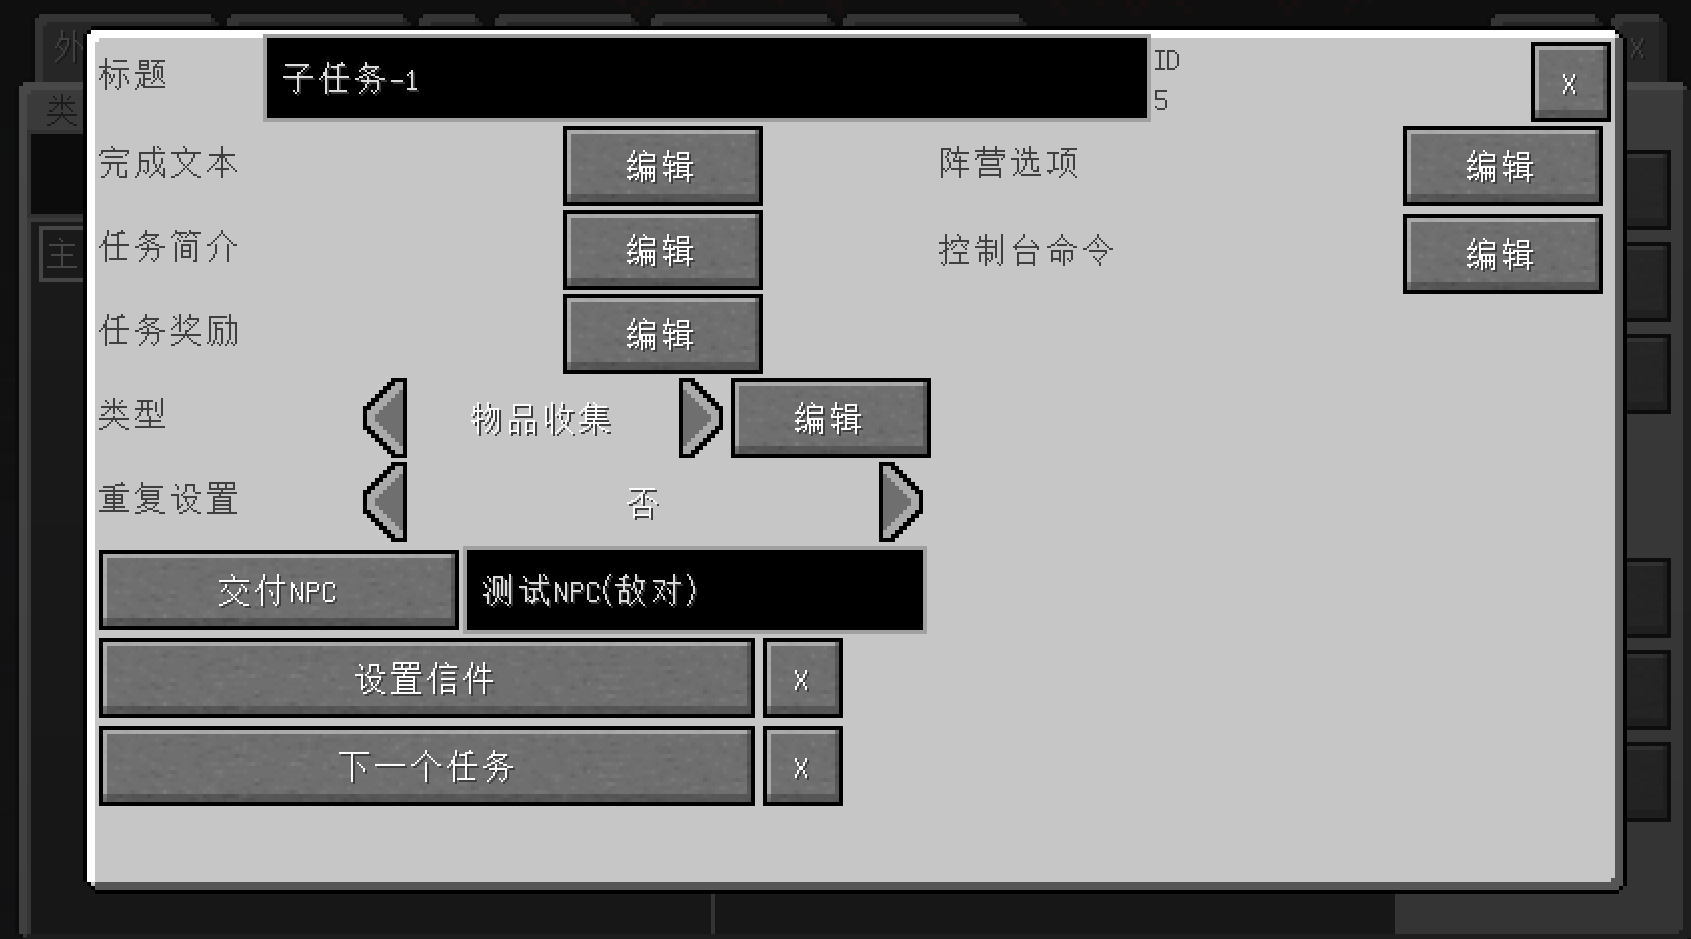 外
X
类
主
标题
子任务-1
ID
5
X
完成文本
编辑
阵营选项
编辑
任务简介
编辑
控制台命令
编辑
任务奖励
编辑
类型
物品收集
编辑
重复设置
否
交付NPC
测试NPC(敌对)
设置信件
X
下一个任务
X